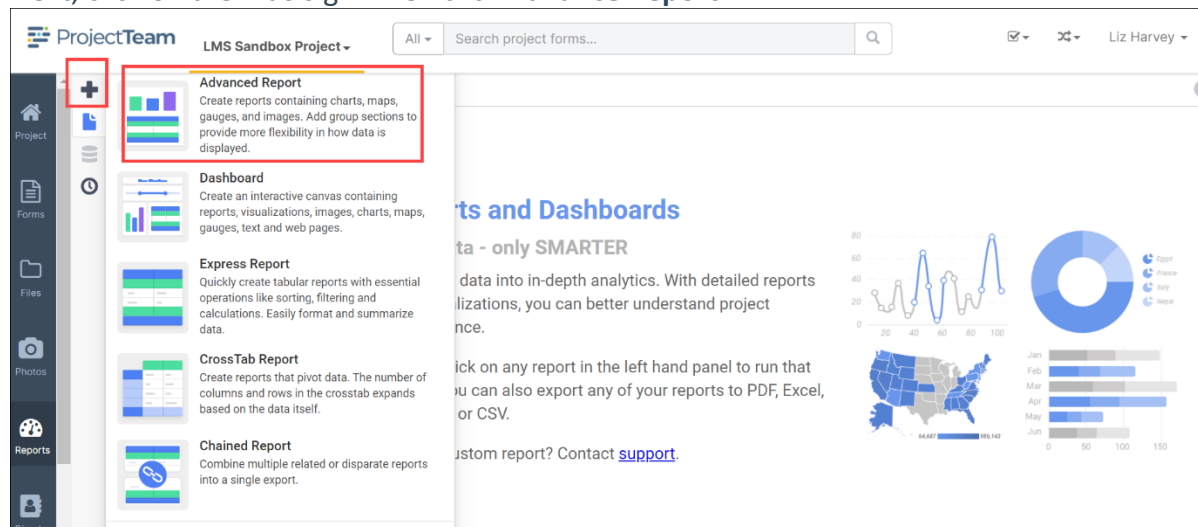 ProjectTeam
LMS Sandbox Project
All
Search project forms...
Liz Harvey
Project
Forms
Files
Photos
Reports
Advanced Report
Create reports containing charts, maps,
gauges, and images. Add group sections to
provide more flexibility in how data is
displayed.
Dashboard
Create an interactive canvas containing
reports, visualizations, images, charts, maps,
gauges, text and web pages.
Express Report
Quickly create tabular reports with essential
operations like sorting, filtering and
calculations. Easily format and summarize
data.
CrossTab Report
Create reports that pivot data. The number of
columns and rows in the crosstab expands
based on the data itself.
Chained Report
Combine multiple related or disparate reports
into a single export.
rts and Dashboards
ta - only SMARTER
data into in-depth analytics. With detailed reports
alizations, you can better understand project
nce.
ick on any report in the left hand panel to run that
ou can also export any of your reports to PDF, Excel,
or CSV.
ustom report? Contact support.
80
60
40
20
0
20 40 60 80 100
Egypt
France
Italy
Nepal
84,687 986,143
Jan
Feb
Mar
Apr
May
Jun
0 50 100 150